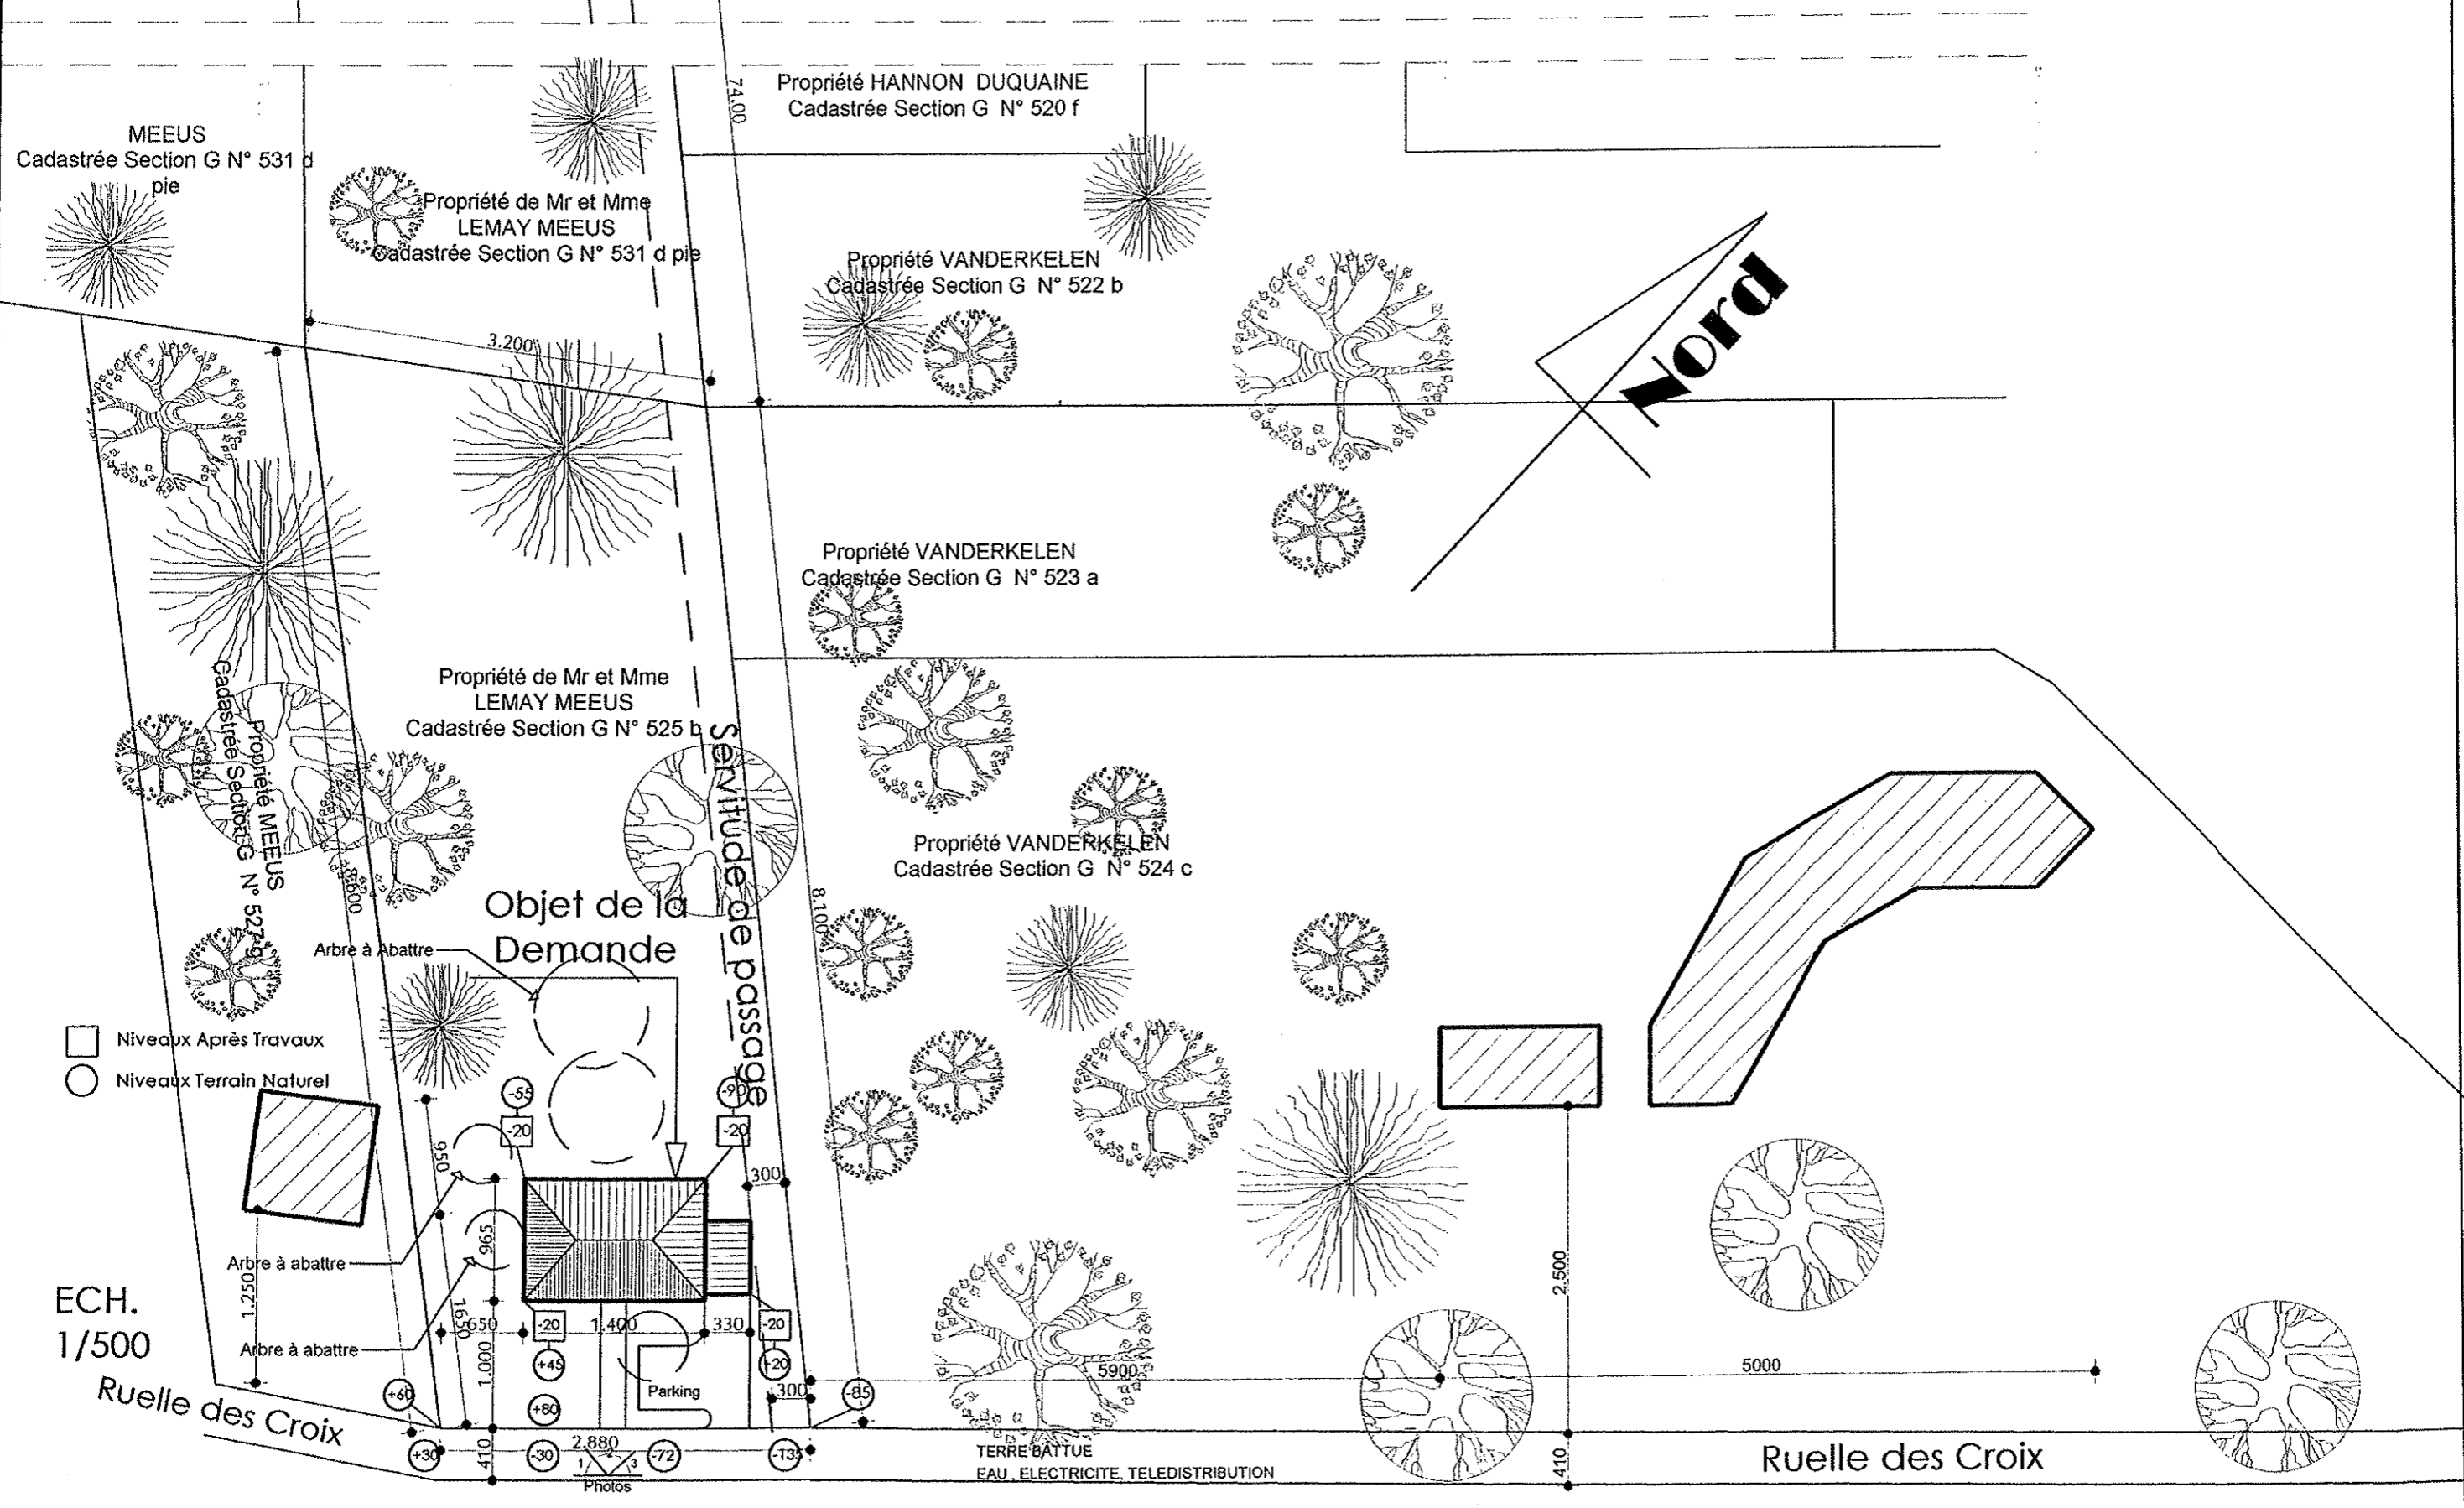 74.00
Propriété HANNON DUQUAINE
Cadastrée Section G N° 520 f
MEEUS
Cadastrée Section G N° 531 d
pie
Propriété de Mr et Mme
LEMAY MEEUS
Cadastrée Section G N° 531 d pie
Propriété VANDERKELEN
Cadastrée Section G N° 522 b
Nord
3.200
Propriété VANDERKELEN
Cadastrée Section G N° 523 a
Propriété de Mr et Mme
LEMAY MEEUS
Cadastrée Section G N° 525 b
Servitude de passage
Propriété MEEUS
Cadastrée Section G N° 527 g
8.600
8.100
Propriété VANDERKELEN
Cadastrée Section G N° 524 c
Objet de la
Demande
Arbre à Abattre
Niveaux Après Travaux
Niveaux Terrain Naturel
-55
-20
-90
-20
950
300
965
Arbre à abattre
1.250
ECH.
1/500
1650
650
-20
1.400
330
-20
2.500
Arbre à abattre
1.000
+45
+20
5900
5000
Ruelle des Croix
+60
+80
Parking
300
-85
+30
410
-30
2.880
-72
-135
1
2
3
Photos
TERRE BATTUE
EAU , ELECTRICITE, TELEDISTRIBUTION
410
Ruelle des Croix